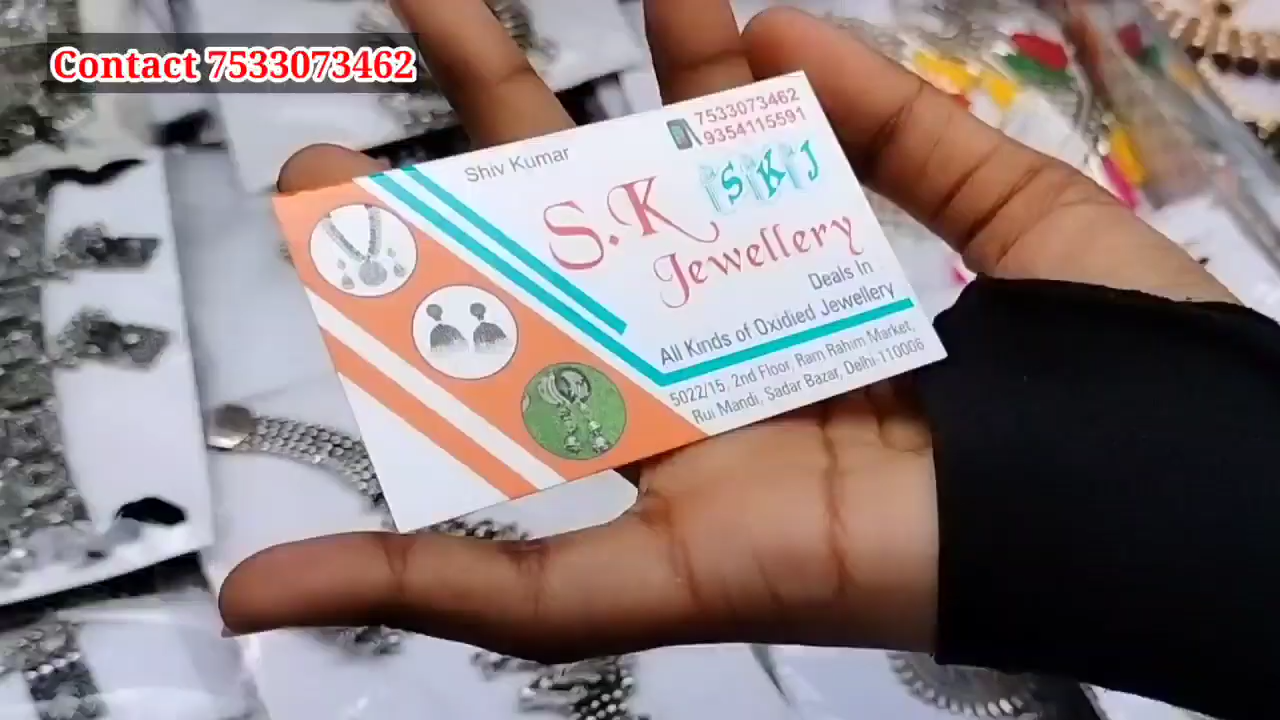 Contact 7533073462
Shiv Kumar
7533073462
9354115591
SKJ
S.K
Jewellery
Deals In
All Kinds of Oxidied Jewellery
5022/15, 2nd Floor, Ram Rahim Market,
Rui Mandi, Sadar Bazar, Delhi-110006